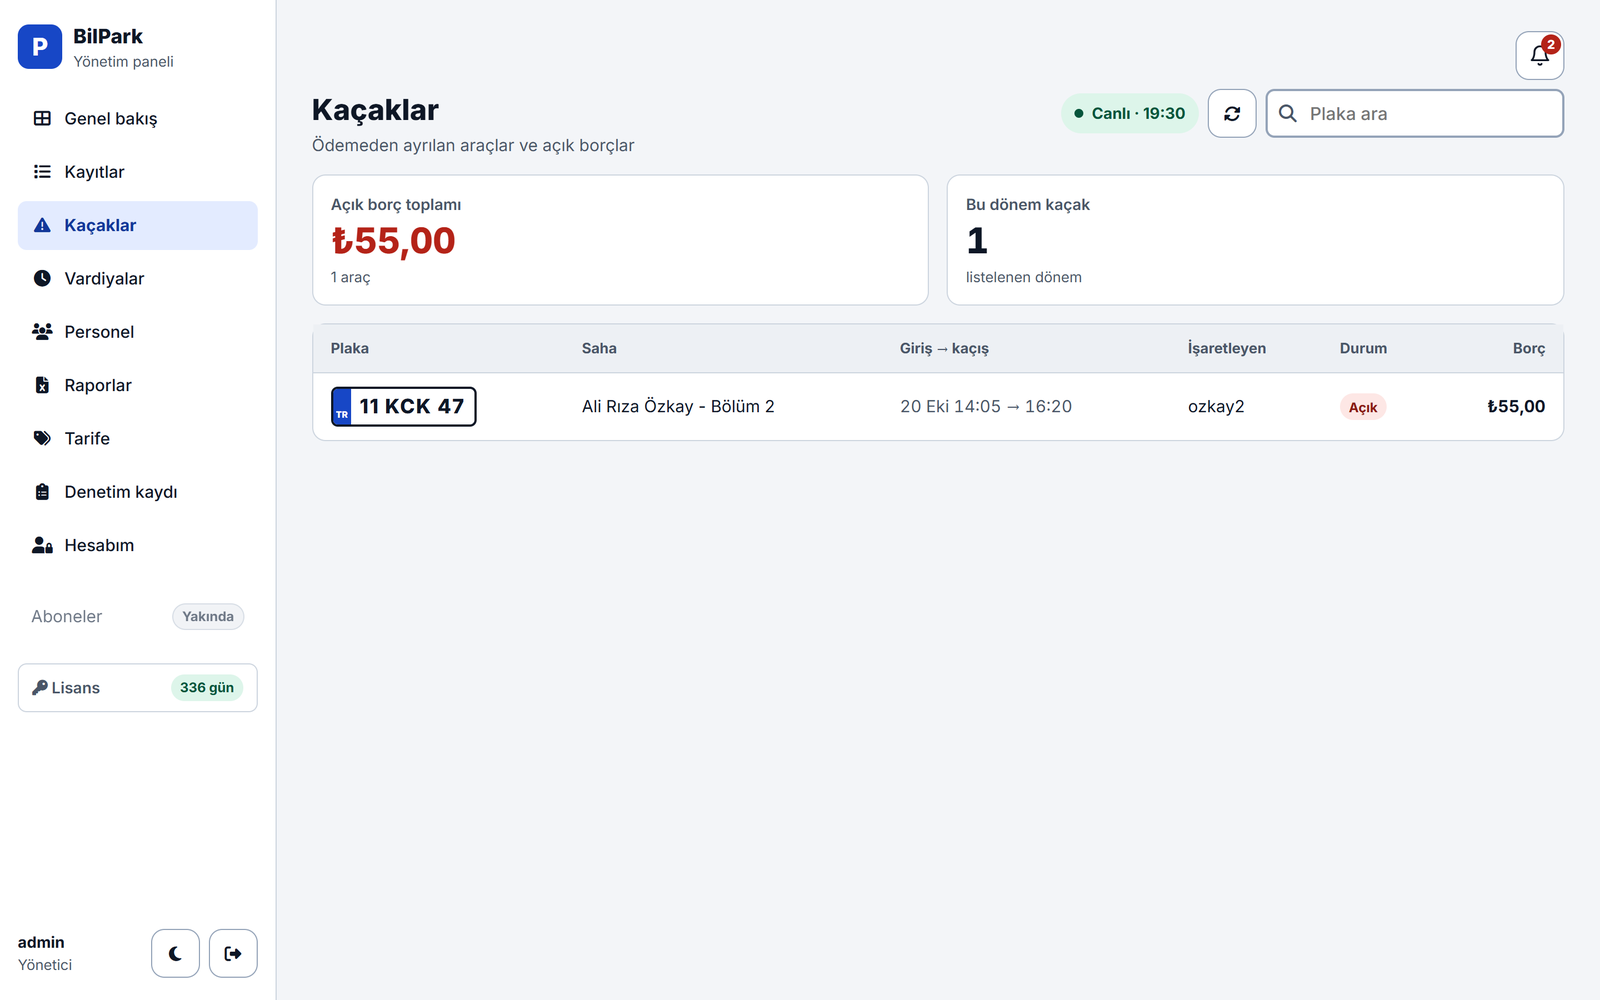 P
BilPark
Yönetim paneli
Genel bakış
Kayıtlar
Kaçaklar
Vardiyalar
Personel
Raporlar
Tarife
Denetim kaydı
Hesabım
Aboneler
Yakında
Lisans
336 gün
admin
Yönetici
2
Kaçaklar
Ödemeden ayrılan araçlar ve açık borçlar
Canlı · 19:30
Plaka ara
Açık borç toplamı
₺55,00
1 araç
Bu dönem kaçak
1
listelenen dönem
Plaka Saha Giriş → kaçış İşaretleyen Durum Borç
TR 11 KCK 47 Ali Rıza Özkay - Bölüm 2 20 Eki 14:05 → 16:20 ozkay2 Açık ₺55,00